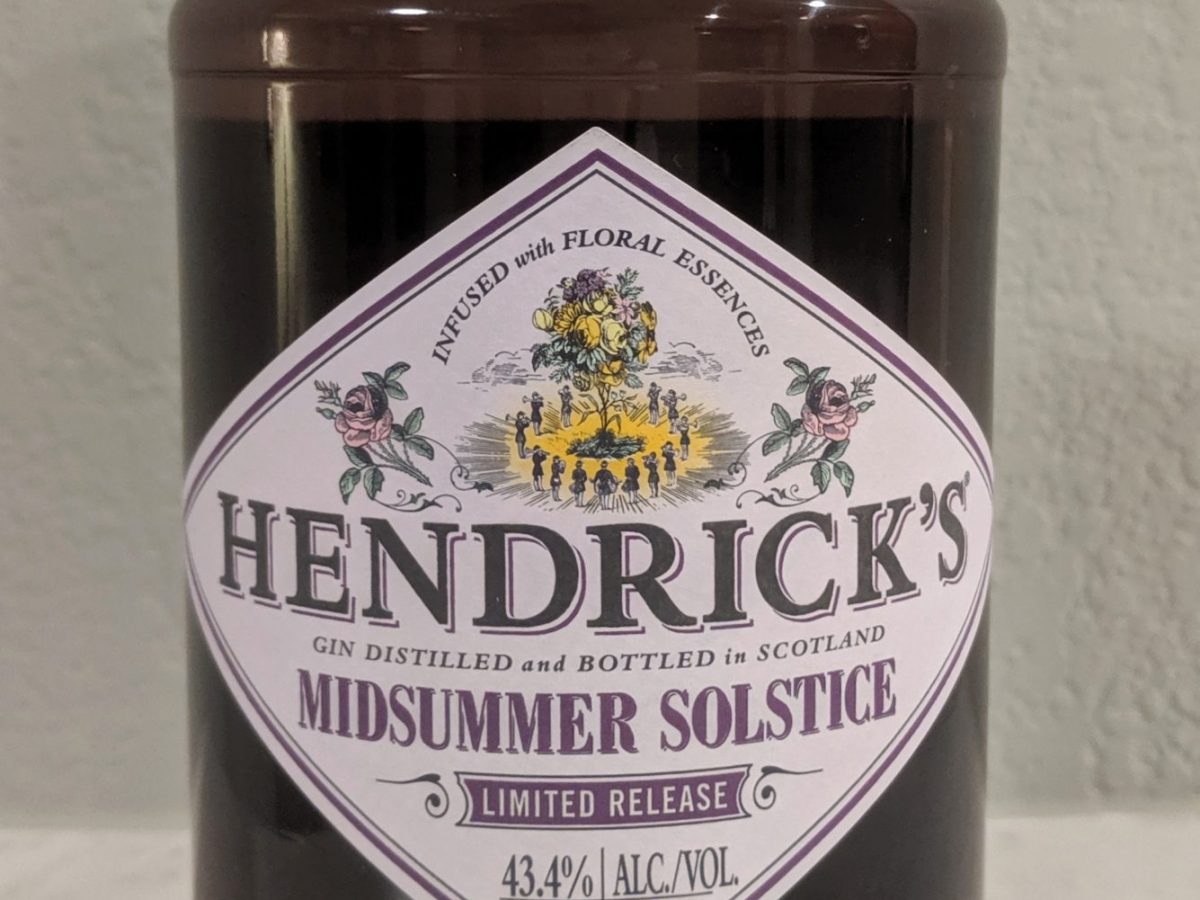 INFUSED with FLORAL ESSENCES
HENDRICK'S®
GIN DISTILLED and BOTTLED in SCOTLAND
MIDSUMMER SOLSTICE
LIMITED RELEASE
43.4% | ALC./VOL.